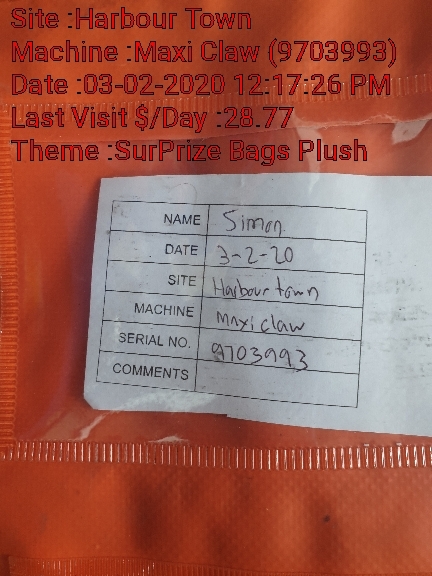 Site :Harbour Town
Machine :Maxi Claw (9703993)
Date :03-02-2020 12:17:26 PM
Last Visit $/Day :28.77
Theme :SurPrize Bags Plush
NAME Simon
DATE 3-2-20
SITE Harbour town
MACHINE Maxi claw
SERIAL NO. 9703993
COMMENTS